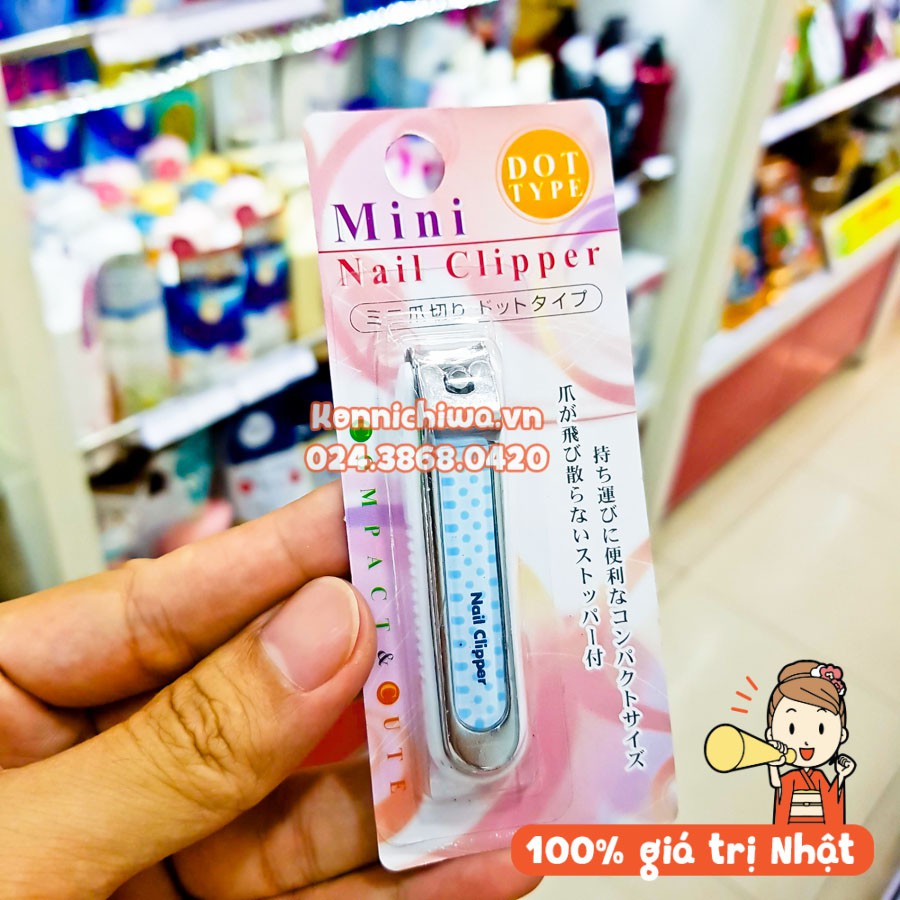 DOT
TYPE
Mini
Nail Clipper
ミニ爪切り ドットタイプ
Konnichiwa.vn
024.3868.0420
持ち運びに便利なコンパクトサイズ
爪が飛び散らないストッパー付
COMPACT & CUTE
Nail Clipper
100% giá trị Nhật